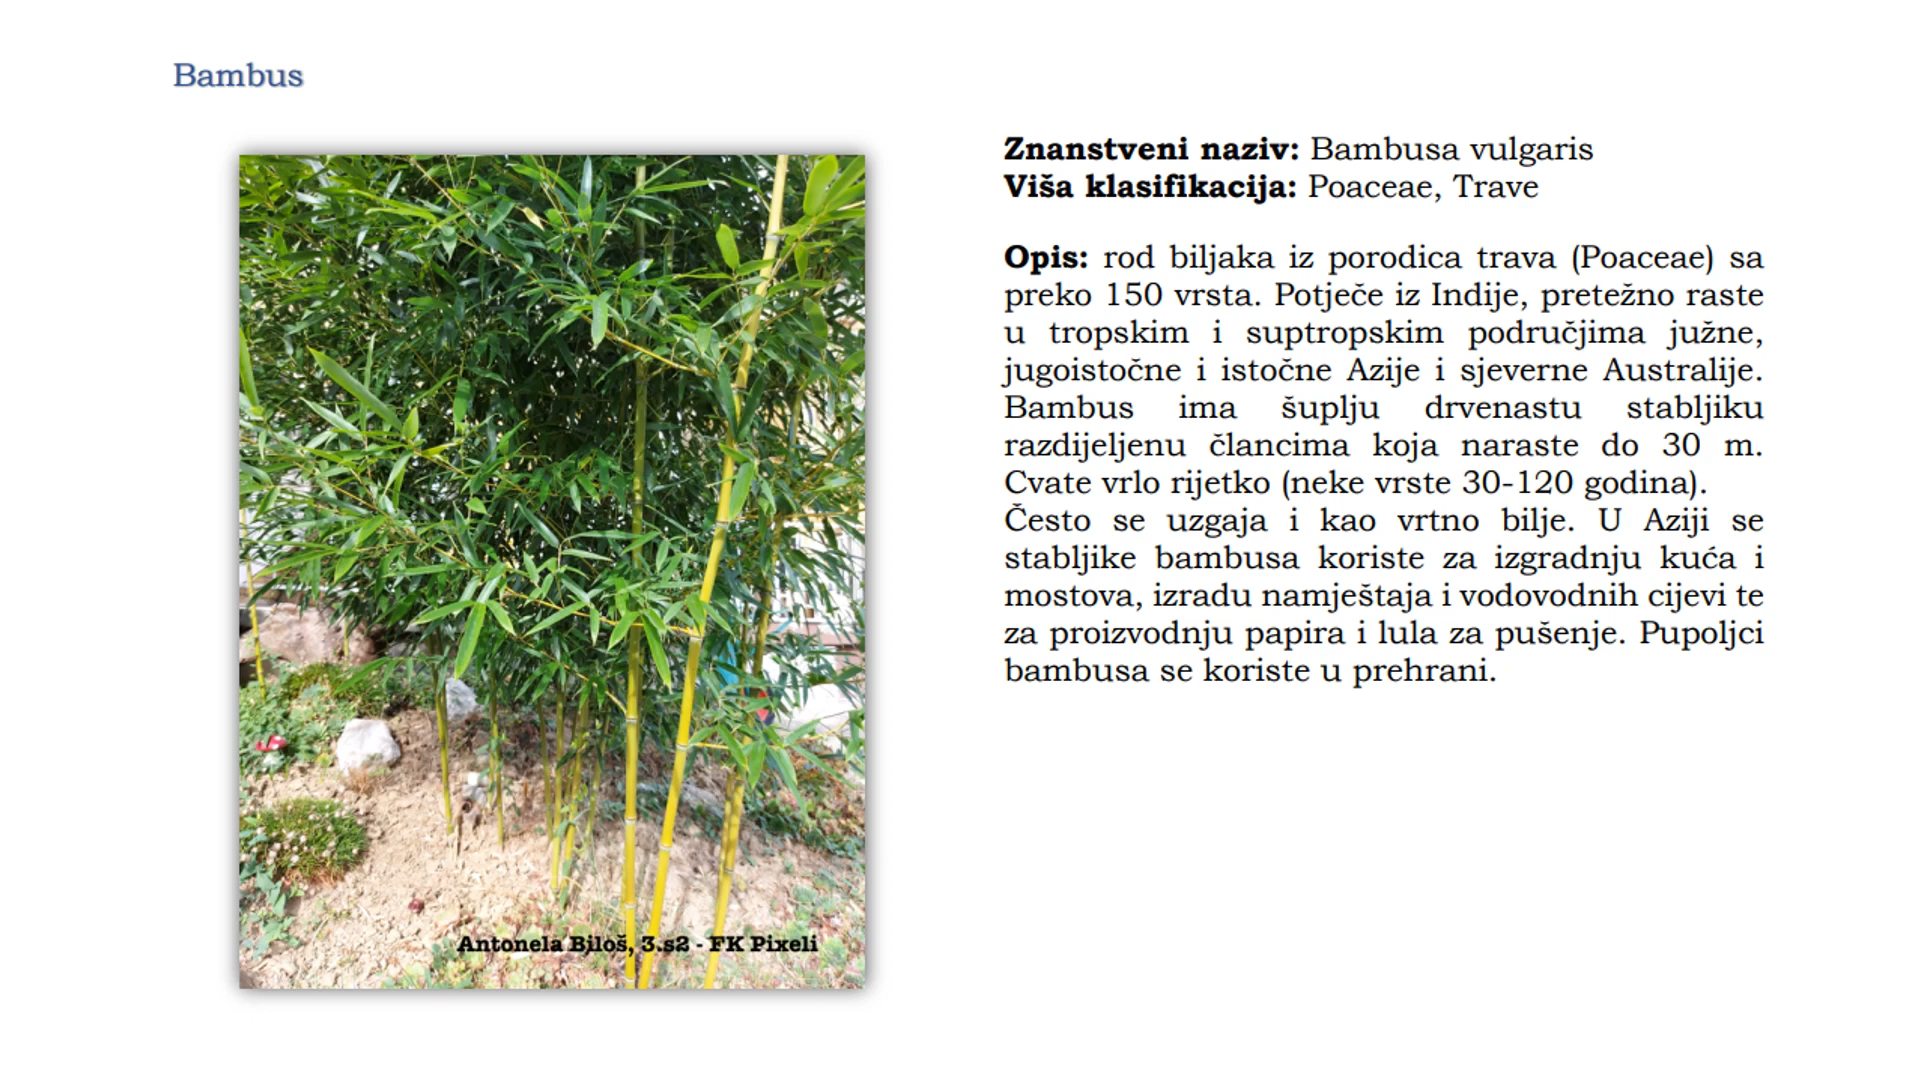 Bambus
Znanstveni naziv: Bambusa vulgaris
Viša klasifikacija: Poaceae, Trave
Opis: rod biljaka iz porodica trava (Poaceae) sa
preko 150 vrsta. Potječe iz Indije, pretežno raste
u tropskim i suptropskim područjima južne,
jugoistočne i istočne Azije i sjeverne Australije.
Bambus ima šuplju drvenastu stabljiku
razdijeljenu člancima koja naraste do 30 m.
Cvate vrlo rijetko (neke vrste 30-120 godina).
Često se uzgaja i kao vrtno bilje. U Aziji se
stabljike bambusa koriste za izgradnju kuća i
mostova, izradu namještaja i vodovodnih cijevi te
za proizvodnju papira i lula za pušenje. Pupoljci
bambusa se koriste u prehrani.
Antonela Biloš, 3.s2 - FK Pixeli